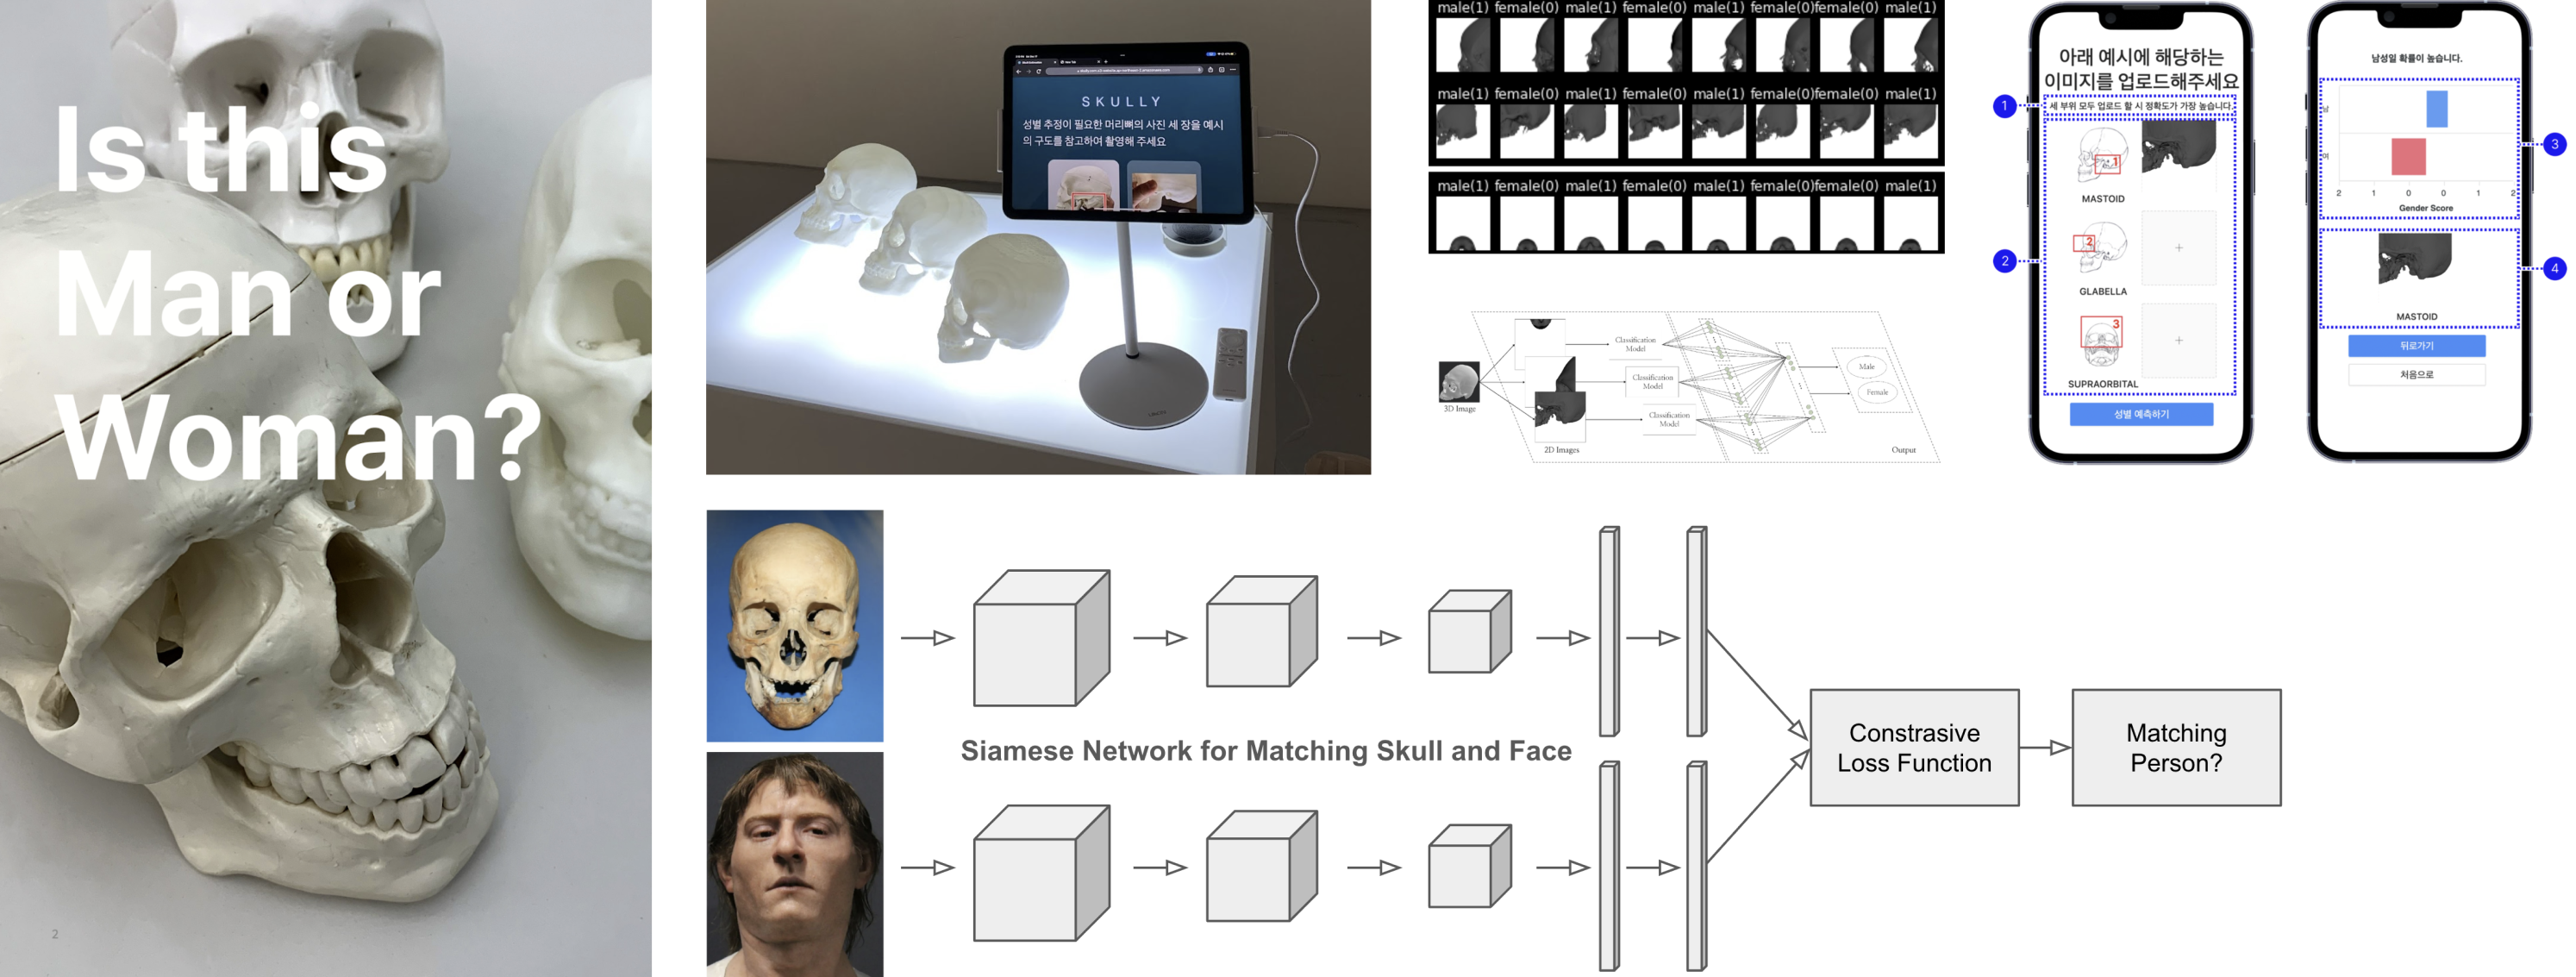 Is this
Man or
Woman?
2
SKULLY
성별 추정이 필요한 머리뼈의 사진 세 장을 예시
의 구도를 참고하여 촬영해 주세요
male(1) female(0) male(1) female(0) male(1) female(0)female(0) male(1)
male(1) female(0) male(1) female(0) male(1) female(0)female(0) male(1)
male(1) female(0) male(1) female(0) male(1) female(0)female(0) male(1)
3D Image
2D Images
Classification
Model
Classification
Model
Classification
Model
Male
Female
Output
아래 예시에 해당하는
이미지를 업로드해주세요
1
세 부위 모두 업로드 할 시 정확도가 가장 높습니다.
2
1
MASTOID
+
2
GLABELLA
+
3
SUPRAORBITAL
성별 예측하기
남성일 확률이 높습니다.
남
여
2 1 0 0 1 2
Gender Score
3
MASTOID
4
뒤로가기
처음으로
Siamese Network for Matching Skull and Face
Constrasive
Loss Function
Matching
Person?